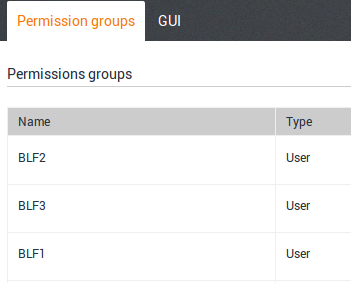 Permission groups GUI
Permissions groups
Name Type
BLF2 User
BLF3 User
BLF1 User